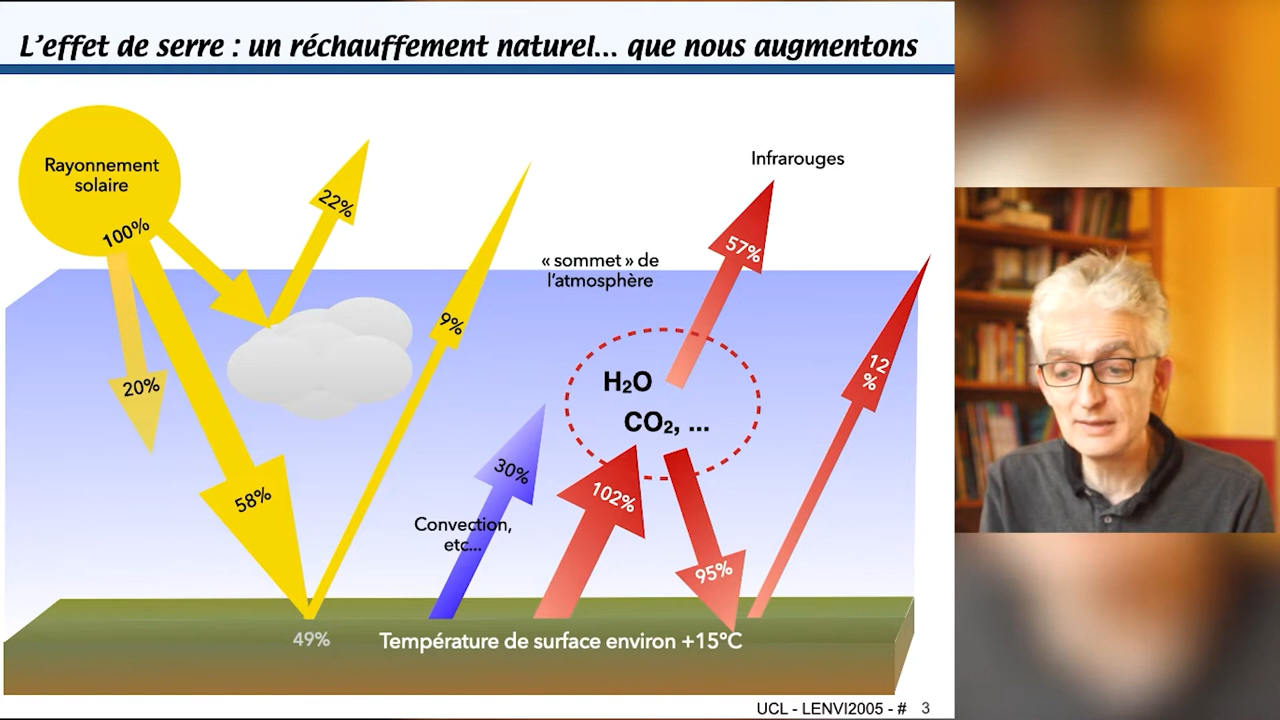 L'effet de serre : un réchauffement naturel... que nous augmentons
Rayonnement
solaire
100%
22%
Infrarouges
57%
« sommet » de
l'atmosphère
9%
20%
12
%
H₂O
CO₂, ...
30%
102%
58%
Convection,
etc...
95%
49%
Température de surface environ +15°C
UCL - LENVI2005 - # 3